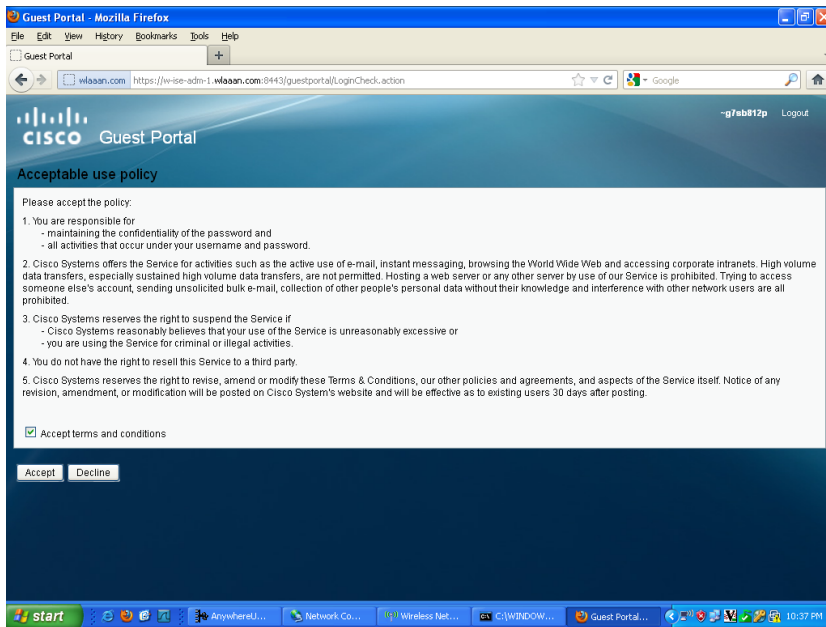 Guest Portal - Mozilla Firefox
File Edit View History Bookmarks Tools Help
Guest Portal
wlaaan.com https://w-ise-adm-1.wlaaan.com:8443/guestportal/LoginCheck.action Google
~g7sb812p Logout
CISCO Guest Portal
Acceptable use policy
Please accept the policy:
1. You are responsible for
- maintaining the confidentiality of the password and
- all activities that occur under your username and password.
2. Cisco Systems offers the Service for activities such as the active use of e-mail, instant messaging, browsing the World Wide Web and accessing corporate intranets. High volume
data transfers, especially sustained high volume data transfers, are not permitted. Hosting a web server or any other server by use of our Service is prohibited. Trying to access
someone else's account, sending unsolicited bulk e-mail, collection of other people's personal data without their knowledge and interference with other network users are all
prohibited.
3. Cisco Systems reserves the right to suspend the Service if
- Cisco Systems reasonably believes that your use of the Service is unreasonably excessive or
- you are using the Service for criminal or illegal activities.
4. You do not have the right to resell this Service to a third party.
5. Cisco Systems reserves the right to revise, amend or modify these Terms & Conditions, our other policies and agreements, and aspects of the Service itself. Notice of any
revision, amendment, or modification will be posted on Cisco System's website and will be effective as to existing users 30 days after posting.
Accept terms and conditions
Accept Decline
start AnywhereU... Network Co... Wireless Net... C:\WINDOW... Guest Portal... 10:37 PM